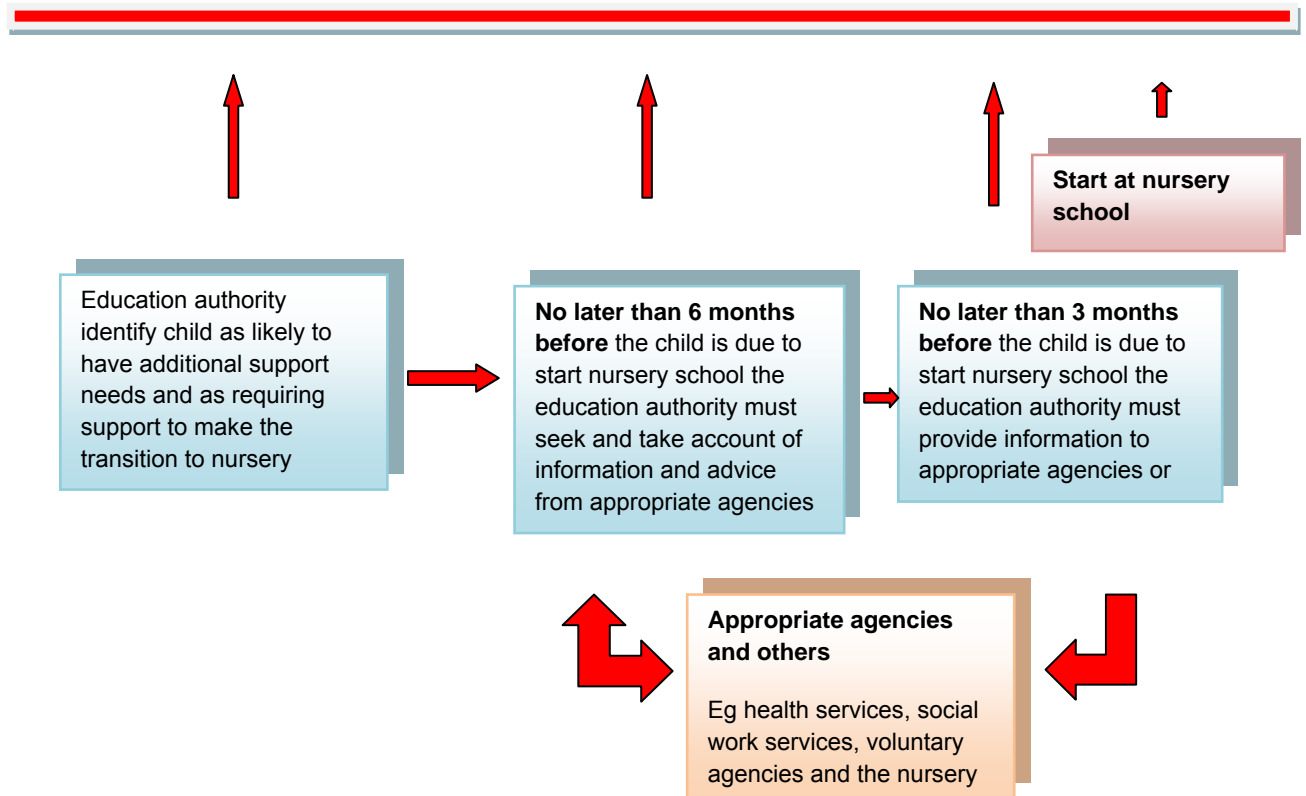 Start at nursery
school
Education authority
identify child as likely to
have additional support
needs and as requiring
support to make the
transition to nursery
No later than 6 months
before the child is due to
start nursery school the
education authority must
seek and take account of
information and advice
from appropriate agencies
No later than 3 months
before the child is due to
start nursery school the
education authority must
provide information to
appropriate agencies or
Appropriate agencies
and others
Eg health services, social
work services, voluntary
agencies and the nursery